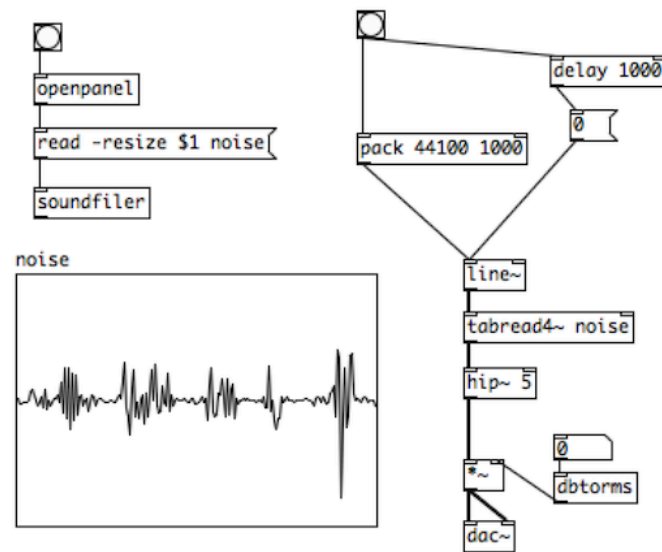 openpanel
read -resize $1 noise
soundfiler
noise
delay 1000
0
pack 44100 1000
line~
tabread4~ noise
hip~ 5
0
*~
dbtorms
dac~